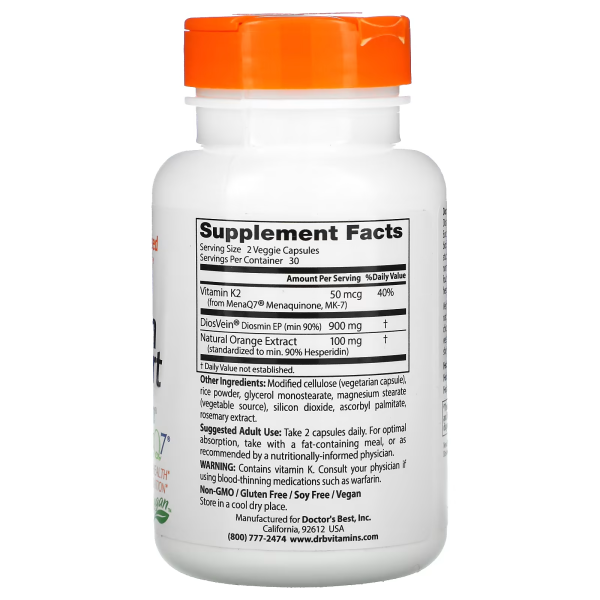 Supplement Facts
Serving Size 2 Veggie Capsules
Servings Per Container 30
Amount Per Serving %Daily Value
Vitamin K2 50 mcg 40%
(from MenaQ7® Menaquinone, MK-7)
DiosVein® Diosmin EP (min 90%) 900 mg †
Natural Orange Extract 100 mg †
(standardized to min. 90% Hesperidin)
† Daily Value not established.
Other Ingredients: Modified cellulose (vegetarian capsule),
rice powder, glycerol monostearate, magnesium stearate
(vegetable source), silicon dioxide, ascorbyl palmitate,
rosemary extract.
Suggested Adult Use: Take 2 capsules daily. For optimal
absorption, take with a fat-containing meal, or as
recommended by a nutritionally-informed physician.
WARNING: Contains vitamin K. Consult your physician if
using blood-thinning medications such as warfarin.
Non-GMO / Gluten Free / Soy Free / Vegan
Store in a cool dry place.
Manufactured for Doctor's Best, Inc.
California, 92612 USA
(800) 777-2474 www.drbvitamins.com